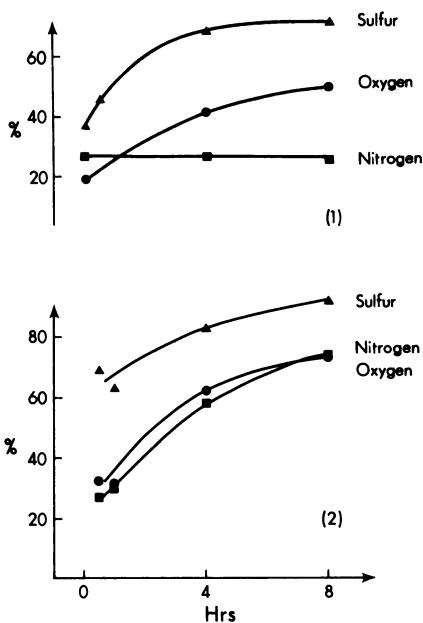 Sulfur
60
Oxygen
40
%
Nitrogen
20
(1)
Sulfur
80
Nitrogen
Oxygen
60
%
40
20
(2)
0 4 8
Hrs